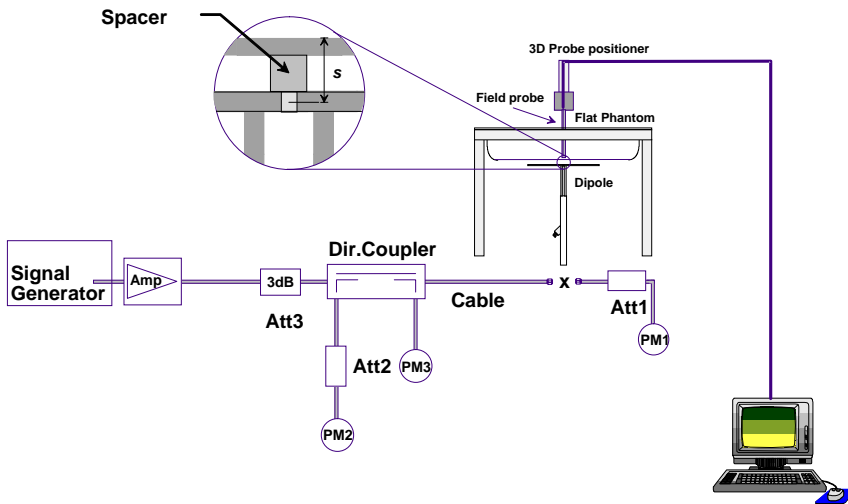 Spacer
s
3D Probe positioner
Field probe
Flat Phantom
Dipole
Dir.Coupler
Signal
Generator
Amp
3dB
Cable
x
Att1
Att3
PM1
Att2
PM3
PM2